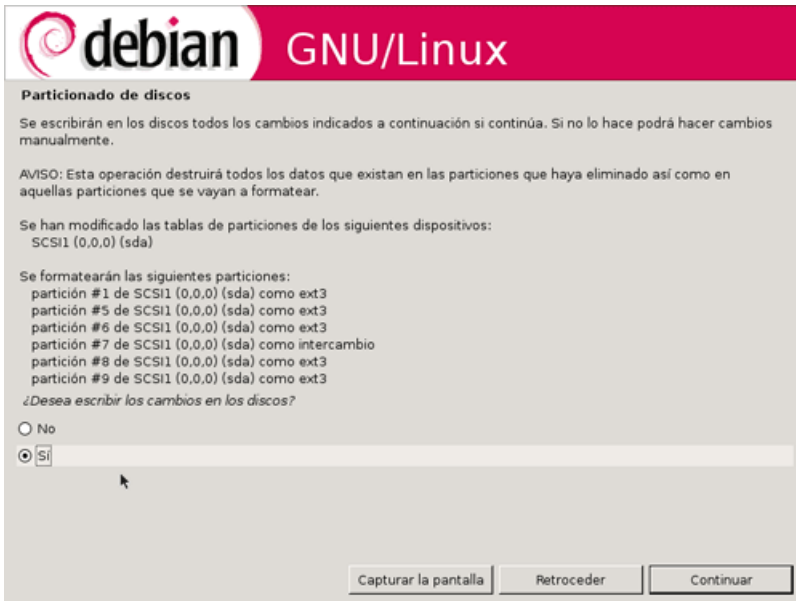 debian GNU/Linux
Particionado de discos
Se escribirán en los discos todos los cambios indicados a continuación si continúa. Si no lo hace podrá hacer cambios
manualmente.
AVISO: Esta operación destruirá todos los datos que existan en las particiones que haya eliminado así como en
aquellas particiones que se vayan a formatear.
Se han modificado las tablas de particiones de los siguientes dispositivos:
SCSI1 (0,0,0) (sda)
Se formatearán las siguientes particiones:
partición #1 de SCSI1 (0,0,0) (sda) como ext3
partición #5 de SCSI1 (0,0,0) (sda) como ext3
partición #6 de SCSI1 (0,0,0) (sda) como ext3
partición #7 de SCSI1 (0,0,0) (sda) como intercambio
partición #8 de SCSI1 (0,0,0) (sda) como ext3
partición #9 de SCSI1 (0,0,0) (sda) como ext3
¿Desea escribir los cambios en los discos?
No
Sí
Capturar la pantalla Retroceder Continuar